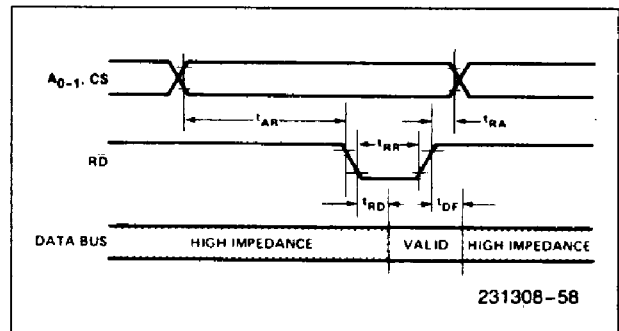 A0-1, CS
tAR
tRA
RD
tRR
tRD
tDF
DATA BUS
HIGH IMPEDANCE
VALID
HIGH IMPEDANCE
231308-58